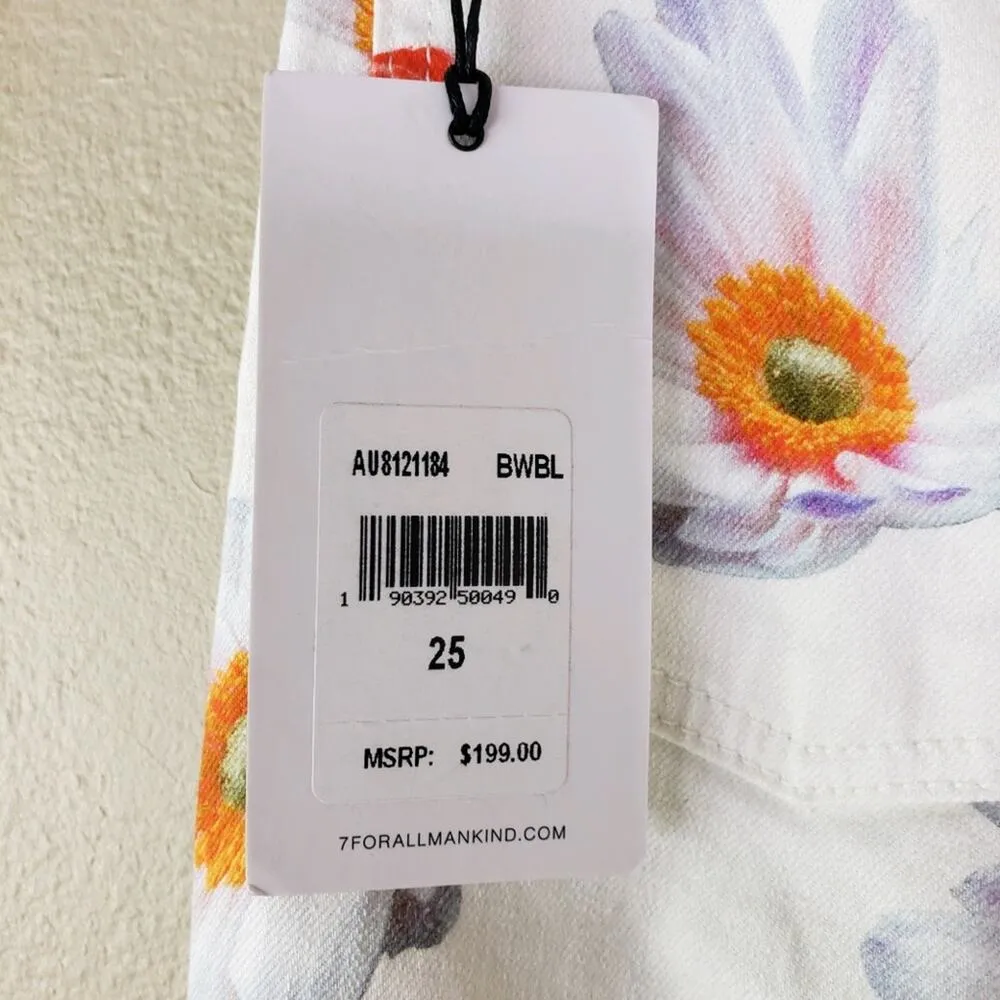 AU8121184 BWBL
1 90392 50049 0
25
MSRP: $199.00
7FORALLMANKIND.COM